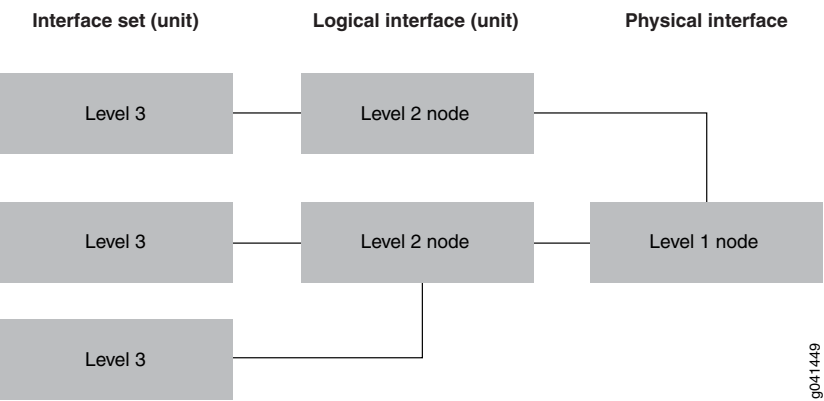 Interface set (unit)
Logical interface (unit)
Physical interface
Level 3
Level 2 node
Level 3
Level 2 node
Level 1 node
Level 3
g041449